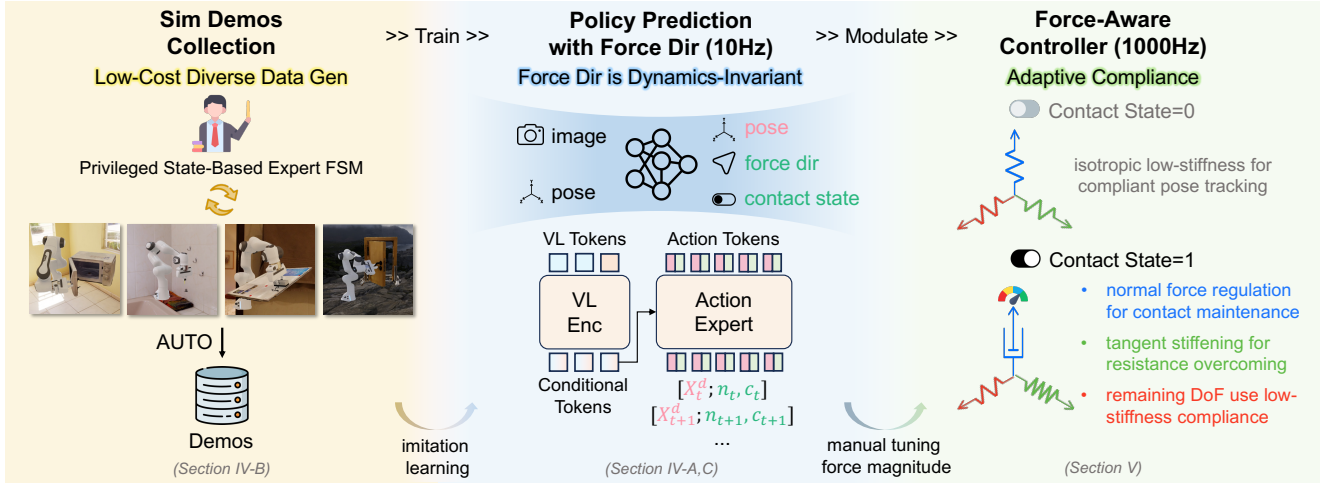 Sim Demos
Collection
>> Train >>
Policy Prediction
with Force Dir (10Hz)
>> Modulate >>
Force-Aware
Controller (1000Hz)
Low-Cost Diverse Data Gen
Force Dir is Dynamics-Invariant
Adaptive Compliance
Privileged State-Based Expert FSM
AUTO
Demos
(Section IV-B)
imitation
learning
image
pose
pose
force dir
contact state
VL Tokens
Action Tokens
VL
Enc
Action
Expert
Conditional
Tokens
[X_t^d; n_t, c_t]
[X_{t+1}^d; n_{t+1}, c_{t+1}]
...
(Section IV-A,C)
manual tuning
force magnitude
Contact State=0
isotropic low-stiffness for
compliant pose tracking
Contact State=1
• normal force regulation
for contact maintenance
• tangent stiffening for
resistance overcoming
• remaining DoF use low-
stiffness compliance
(Section V)